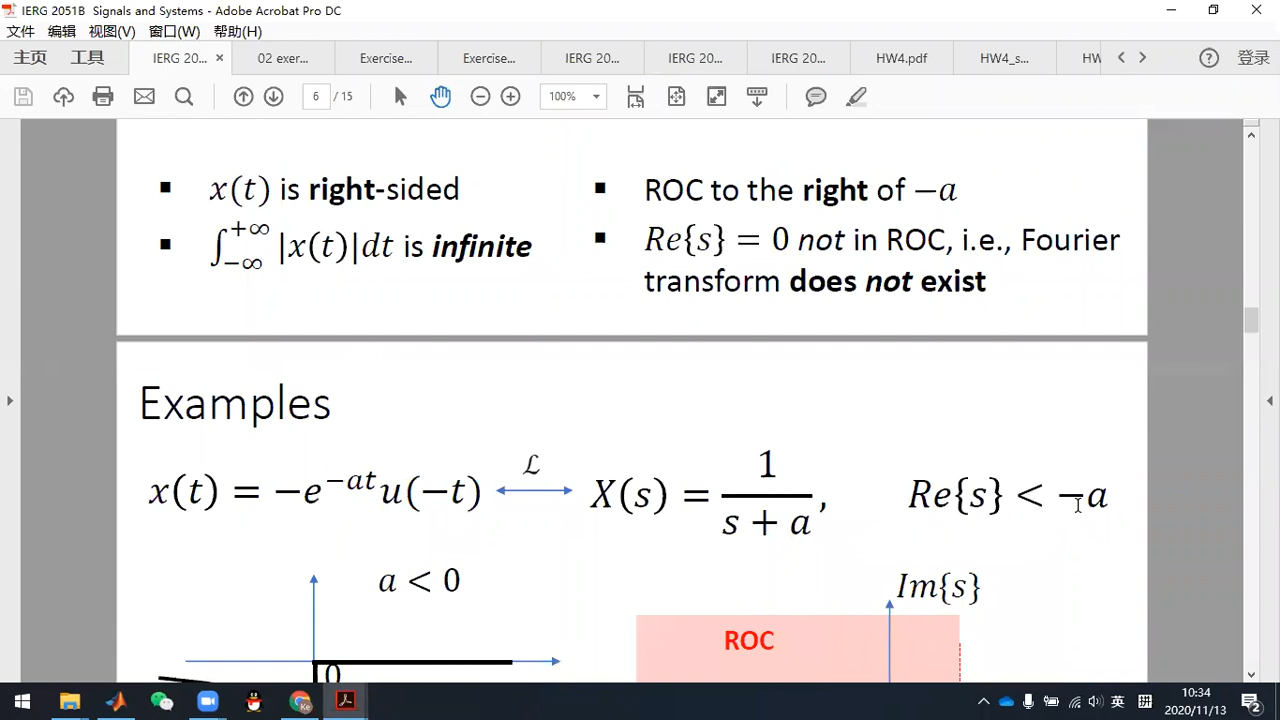 IERG 2051B Signals and Systems - Adobe Acrobat Pro DC
文件 编辑 视图(V) 窗口(W) 帮助(H)
主页 工具 IERG 20... × 02 exer... Exercise... Exercise... IERG 20... IERG 20... IERG 20... HW4.pdf HW4_s... HW 登录
6 / 15 100%
▪ x(t) is right-sided
▪ ∫_{−∞}^{+∞} |x(t)|dt is infinite
▪ ROC to the right of −a
▪ Re{s} = 0 not in ROC, i.e., Fourier
transform does not exist
Examples
x(t) = −e^{−at}u(−t) ℒ X(s) = 1/(s + a), Re{s} < −a
a < 0
Im{s}
ROC
0
英 拼 10:34
2020/11/13 2